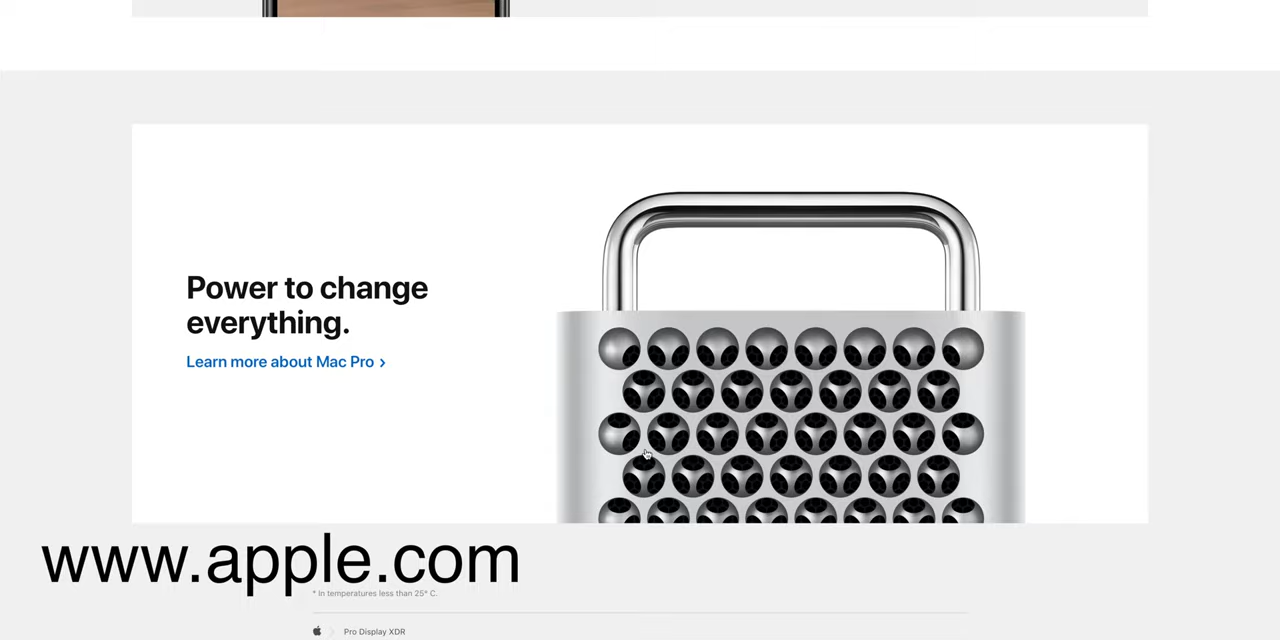 Power to change
everything.
Learn more about Mac Pro ›
www.apple.com
* In temperatures less than 25° C.
Pro Display XDR